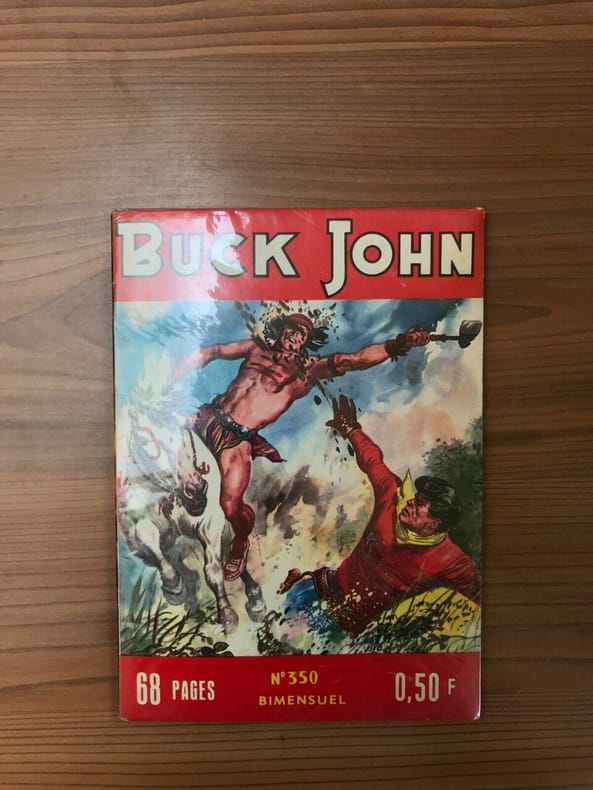 BUCK JOHN
68 PAGES
N° 350
BIMENSUEL
0,50 F